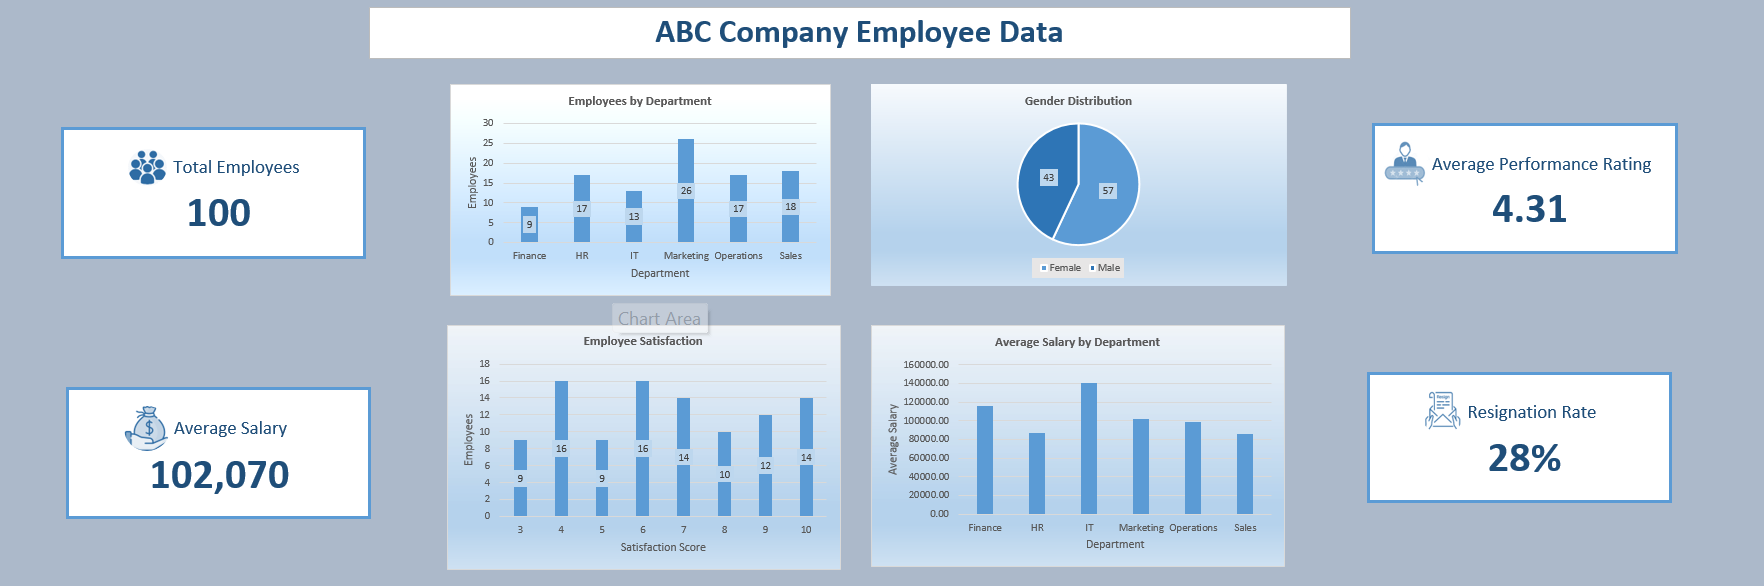 ABC Company Employee Data
Total Employees
100
Employees by Department
30
25
20
15
10
5
0
Employees
9
17
13
26
17
18
Finance HR IT Marketing Operations Sales
Department
Gender Distribution
43
57
Female Male
Average Performance Rating
4.31
Chart Area
Average Salary
102,070
Employee Satisfaction
18
16
14
12
10
8
6
4
2
0
Employees
9
16
9
16
14
10
12
14
3 4 5 6 7 8 9 10
Satisfaction Score
Average Salary by Department
160000.00
140000.00
120000.00
100000.00
80000.00
60000.00
40000.00
20000.00
0.00
Average Salary
Finance HR IT Marketing Operations Sales
Department
Resign
Resignation Rate
28%